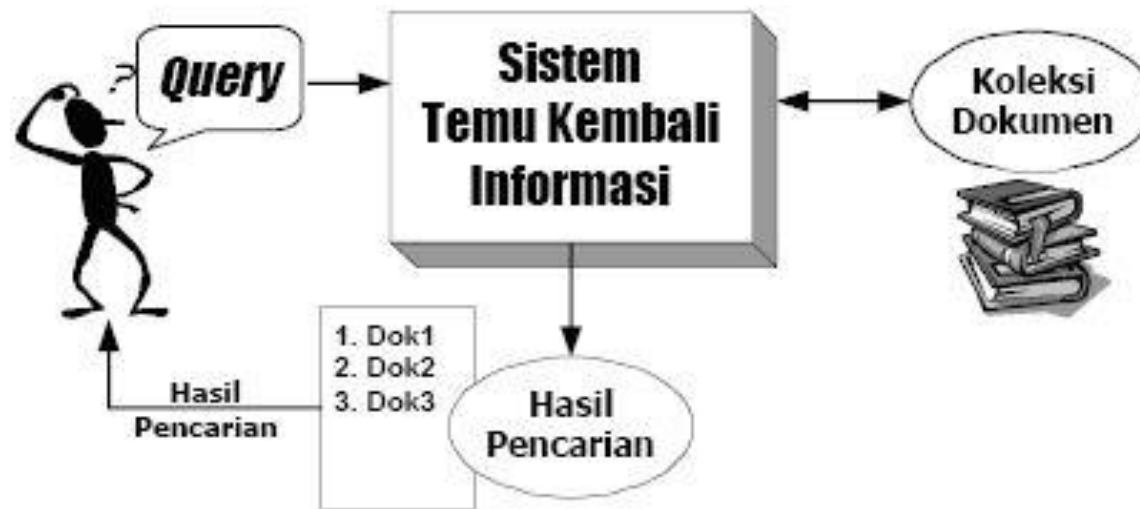 ?
Query
Sistem
Temu Kembali
Informasi
Koleksi
Dokumen
1. Dok1
2. Dok2
3. Dok3
Hasil
Pencarian
Hasil
Pencarian